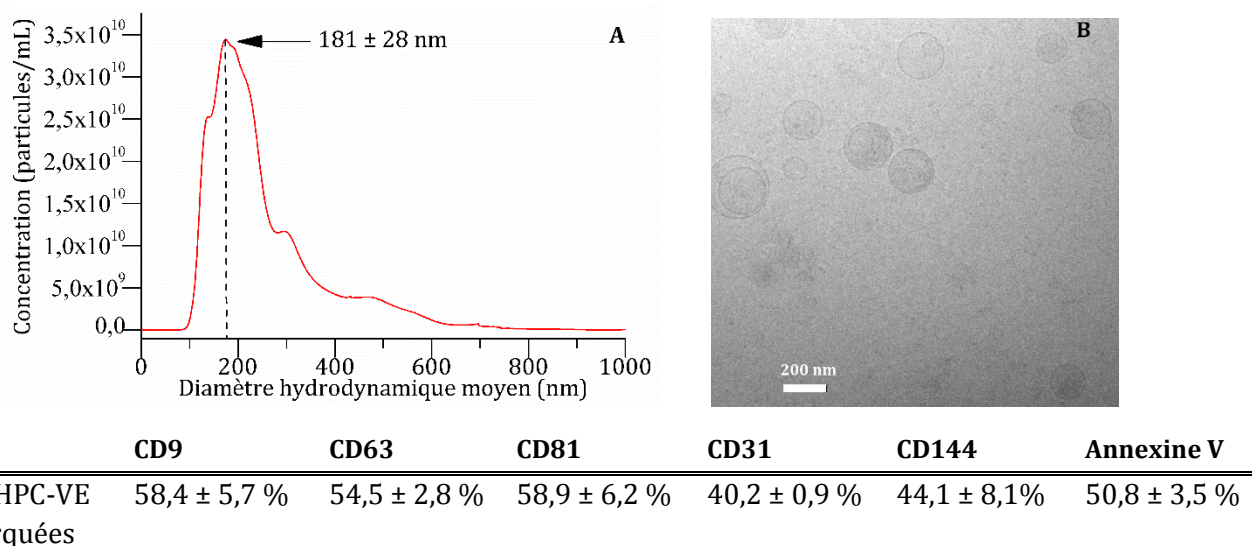 3,5x10¹⁰
181 ± 28 nm
A
3,0x10¹⁰
2,5x10¹⁰
2,0x10¹⁰
1,5x10¹⁰
1,0x10¹⁰
5,0x10⁹
0,0
Concentration (particules/mL)
0 200 400 600 800 1000
Diamètre hydrodynamique moyen (nm)
B
200 nm
CD9 CD63 CD81 CD31 CD144 Annexine V
HPC-VE 58,4 ± 5,7 % 54,5 ± 2,8 % 58,9 ± 6,2 % 40,2 ± 0,9 % 44,1 ± 8,1% 50,8 ± 3,5 %
rquées